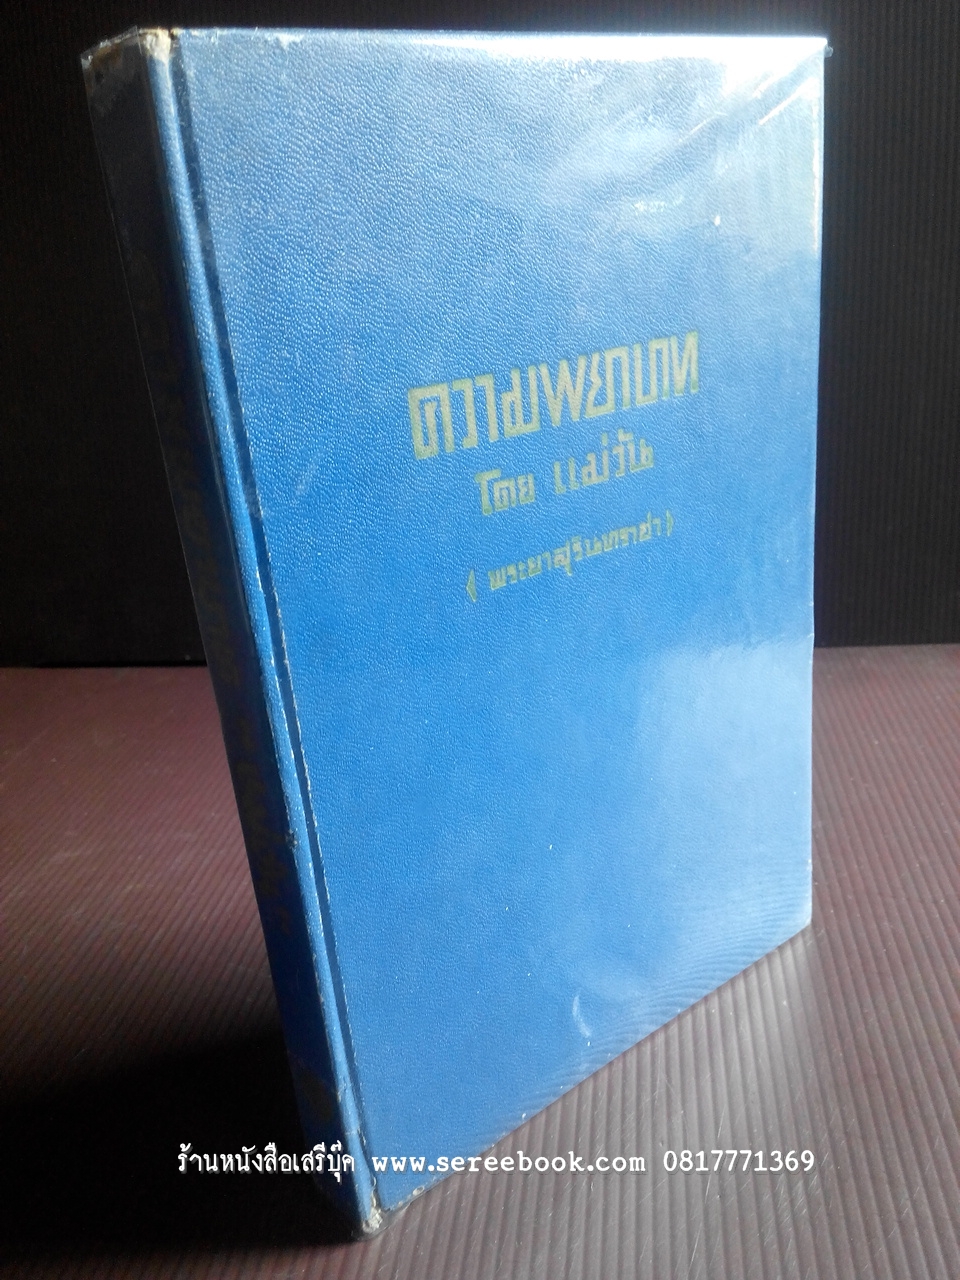 ความพยาบาท
โดย แม่วัน
(พระยาสุรินทราชา)
ร้านหนังสือเสรีบุ๊ค www.sereebook.com 0817771369